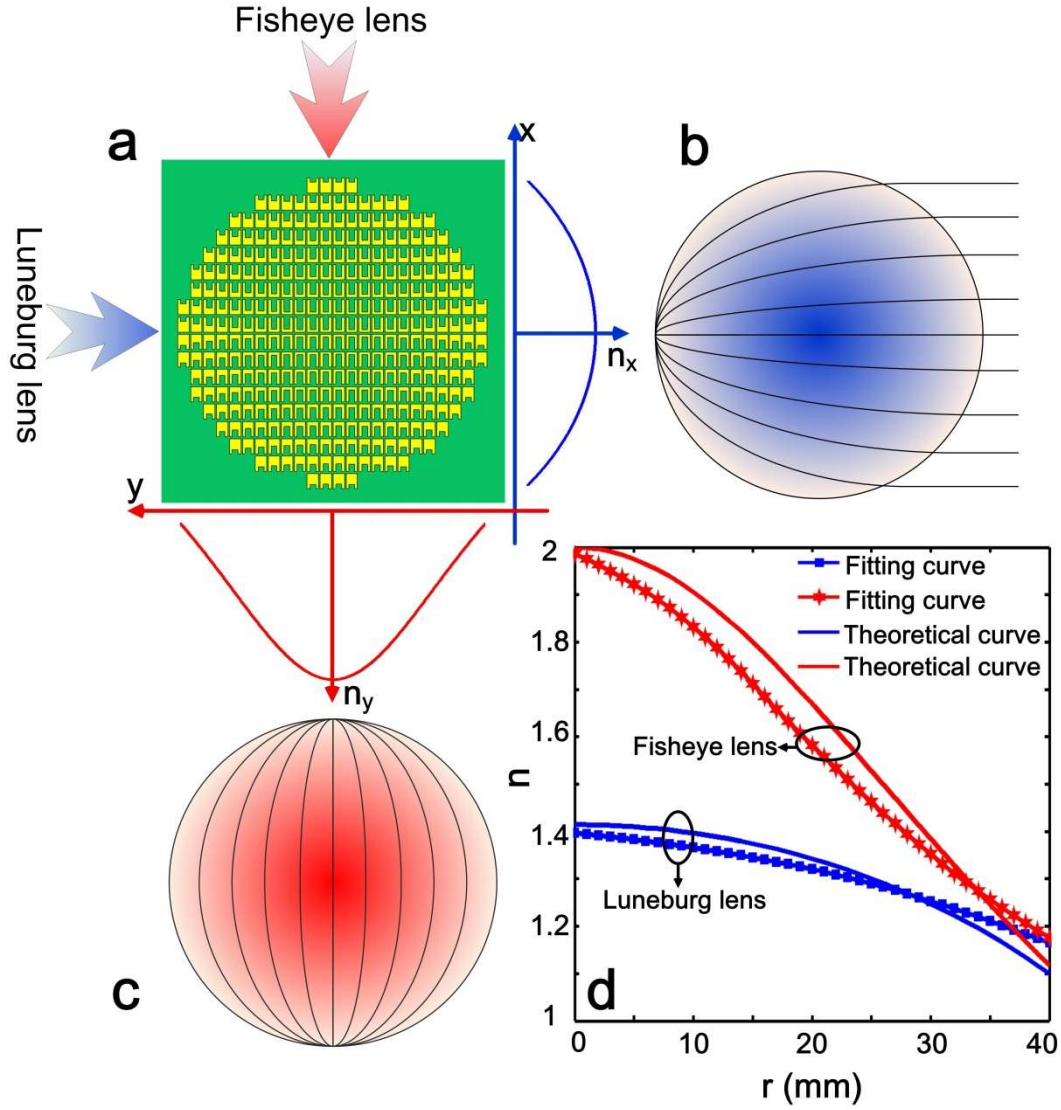 Fisheye lens
a
x
b
Luneburg lens
n_x
y
n_y
c
2
1.8
1.6
1.4
1.2
1
n
Fitting curve
Fitting curve
Theoretical curve
Theoretical curve
Fisheye lens
Luneburg lens
d
0 10 20 30 40
r (mm)